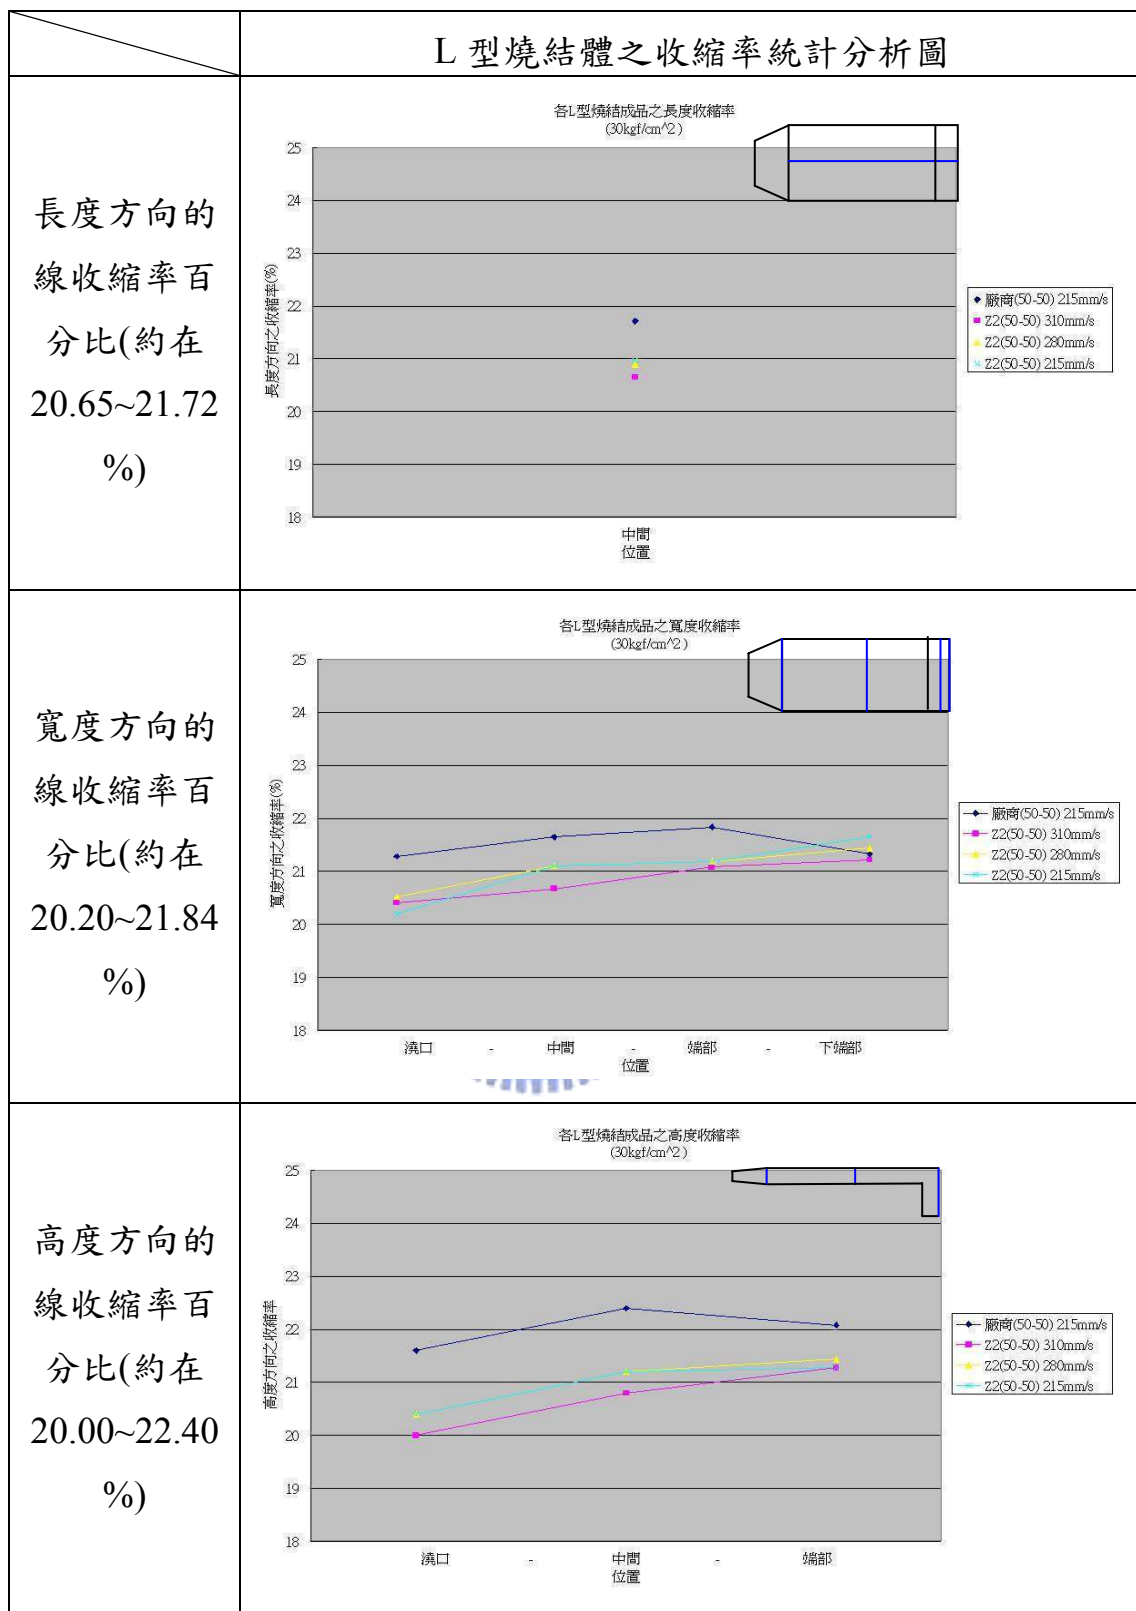 L 型燒結體之收縮率統計分析圖
長度方向的
線收縮率百
分比(約在
20.65~21.72
%)
各L型燒結成品之長度收縮率
(30kgf/cm^2)
長度方向之收縮率(%)
25
24
23
22
21
20
19
18
中間
位置
廠商(50-50) 215mm/s
Z2(50-50) 310mm/s
Z2(50-50) 280mm/s
Z2(50-50) 215mm/s
寬度方向的
線收縮率百
分比(約在
20.20~21.84
%)
各L型燒結成品之寬度收縮率
(30kgf/cm^2)
寬度方向之收縮率(%)
25
24
23
22
21
20
19
18
澆口 - 中間 - 端部 - 下端部
位置
廠商(50-50) 215mm/s
Z2(50-50) 310mm/s
Z2(50-50) 280mm/s
Z2(50-50) 215mm/s
高度方向的
線收縮率百
分比(約在
20.00~22.40
%)
各L型燒結成品之高度收縮率
(30kgf/cm^2)
高度方向之收縮率
25
24
23
22
21
20
19
18
澆口 - 中間 - 端部
位置
廠商(50-50) 215mm/s
Z2(50-50) 310mm/s
Z2(50-50) 280mm/s
Z2(50-50) 215mm/s